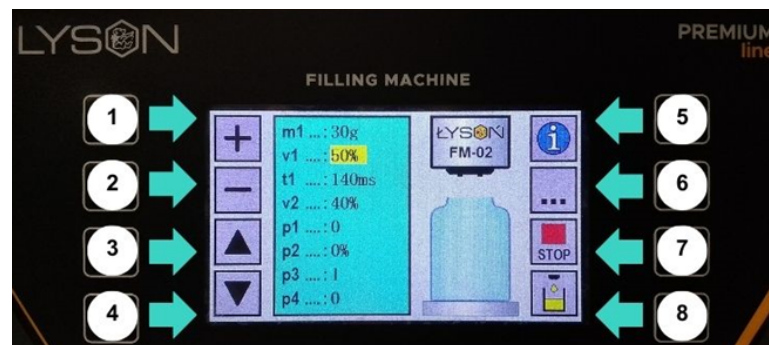 LYSON
PREMIUM
line
FILLING MACHINE
1
2
3
4
m1 ...: 30g
v1 ....: 50%
t1 ....: 140ms
v2 ....: 40%
p1 ....: 0
p2 ....: 0%
p3 ....: 1
p4 ....: 0
ŁYSON
FM-02
i
...
STOP
5
6
7
8